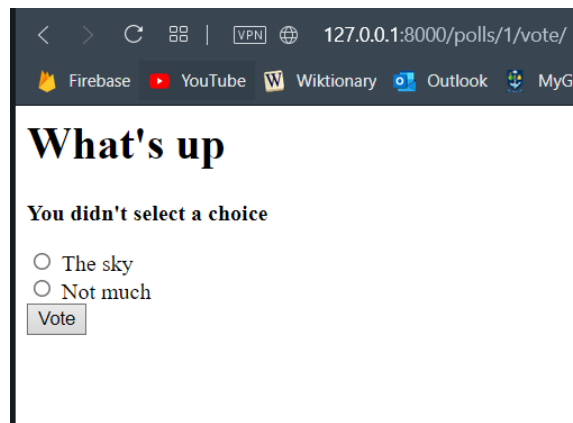 VPN 127.0.0.1:8000/polls/1/vote/
Firebase YouTube W Wiktionary Outlook MyG
What's up
You didn't select a choice
The sky
Not much
Vote